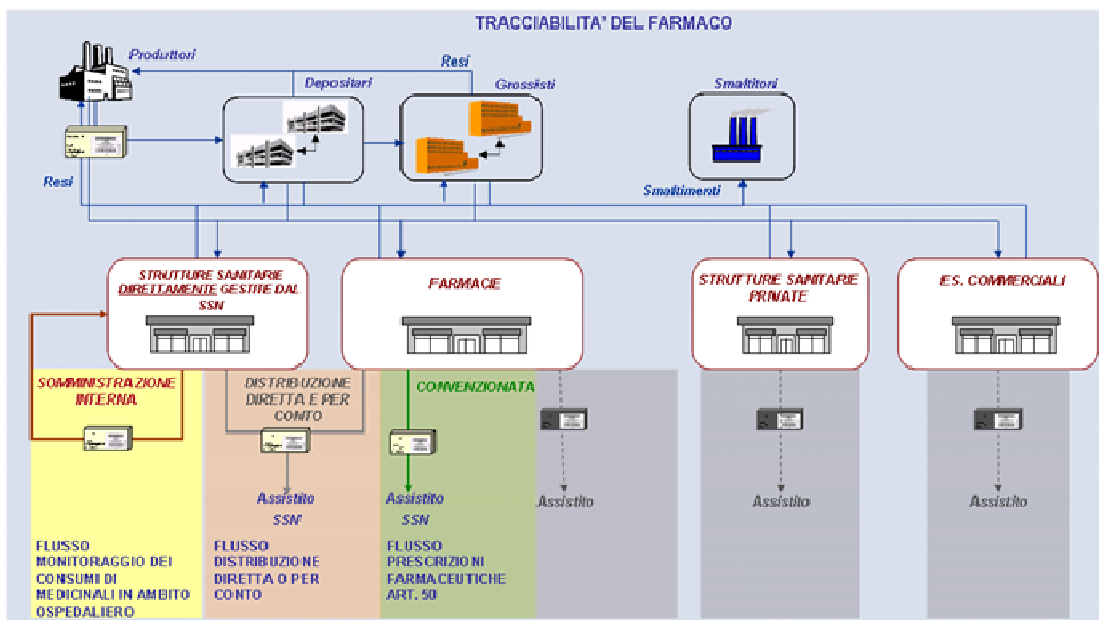 TRACCIABILITA' DEL FARMACO
Produttori
Resi
Depositari
Grossisti
Smaltitori
Resi
Smaltimenti
STRUTTURE SANITARIE
DIRETTAMENTE GESTITE DAL
SSN
FARMACIE
STRUTTURE SANITARIE
PRIVATE
ES. COMMERCIALI
SOMMINISTRAZIONE
INTERNA
DISTRIBUZIONE
DIRETTA E PER
CONTO
CONVENZIONATA
Assistito
SSN
Assistito
SSN
Assistito
Assistito
Assistito
FLUSSO
MONITORAGGIO DEI
CONSUMI DI
MEDICINALI IN AMBITO
OSPEDALIERO
FLUSSO
DISTRIBUZIONE
DIRETTA O PER
CONTO
FLUSSO
PRESCRIZIONI
FARMACEUTICHE
ART. 50